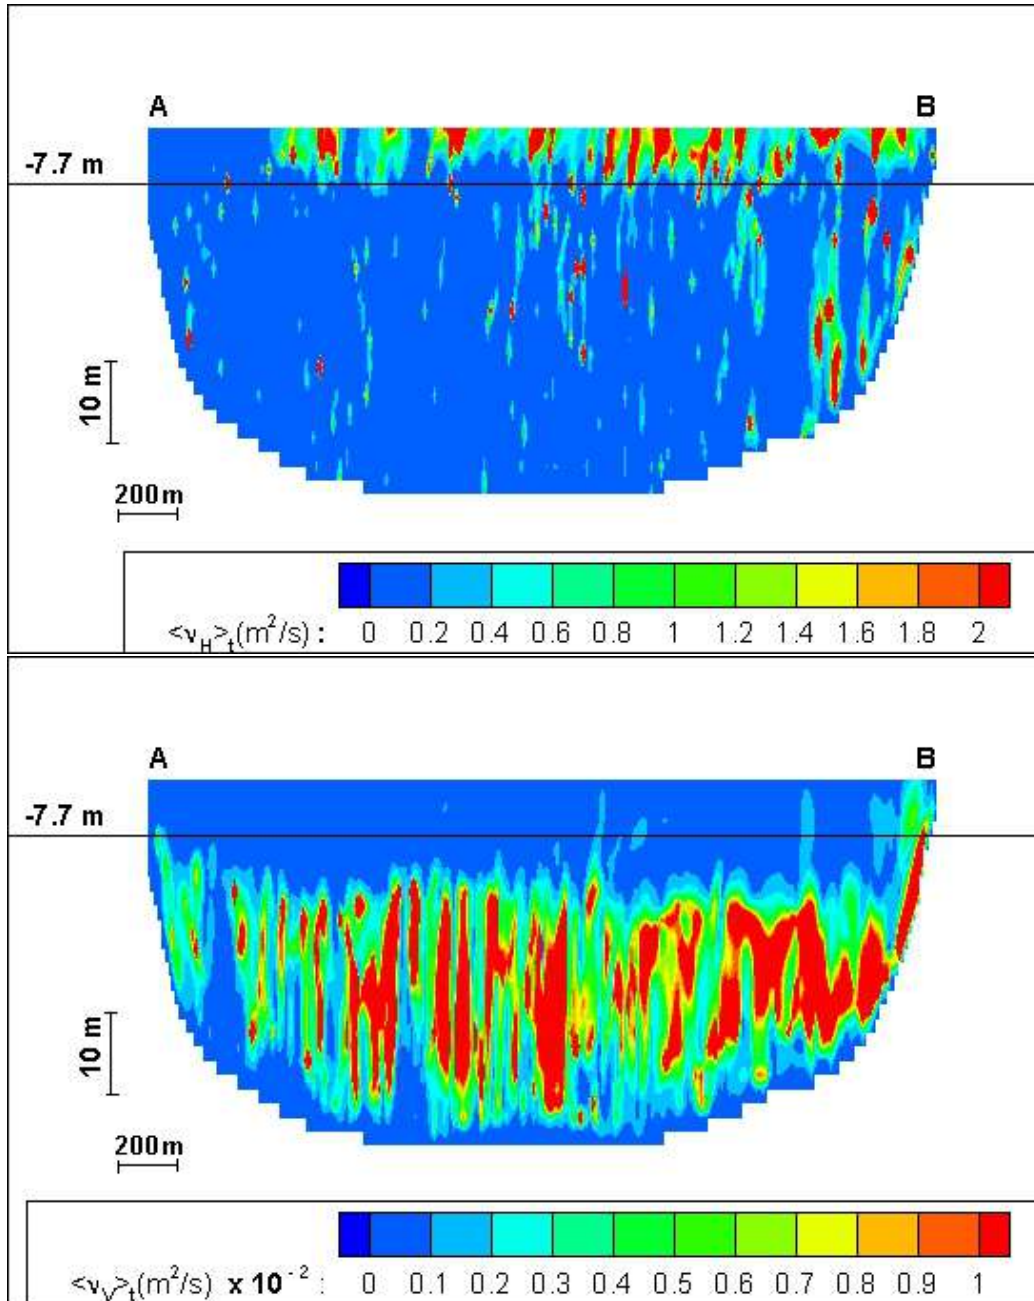 A B
-7.7 m
10 m
200m
<ν_H>_t(m²/s) : 0 0.2 0.4 0.6 0.8 1 1.2 1.4 1.6 1.8 2
A B
-7.7 m
10 m
200m
<ν_V>_t(m²/s) x 10⁻² : 0 0.1 0.2 0.3 0.4 0.5 0.6 0.7 0.8 0.9 1